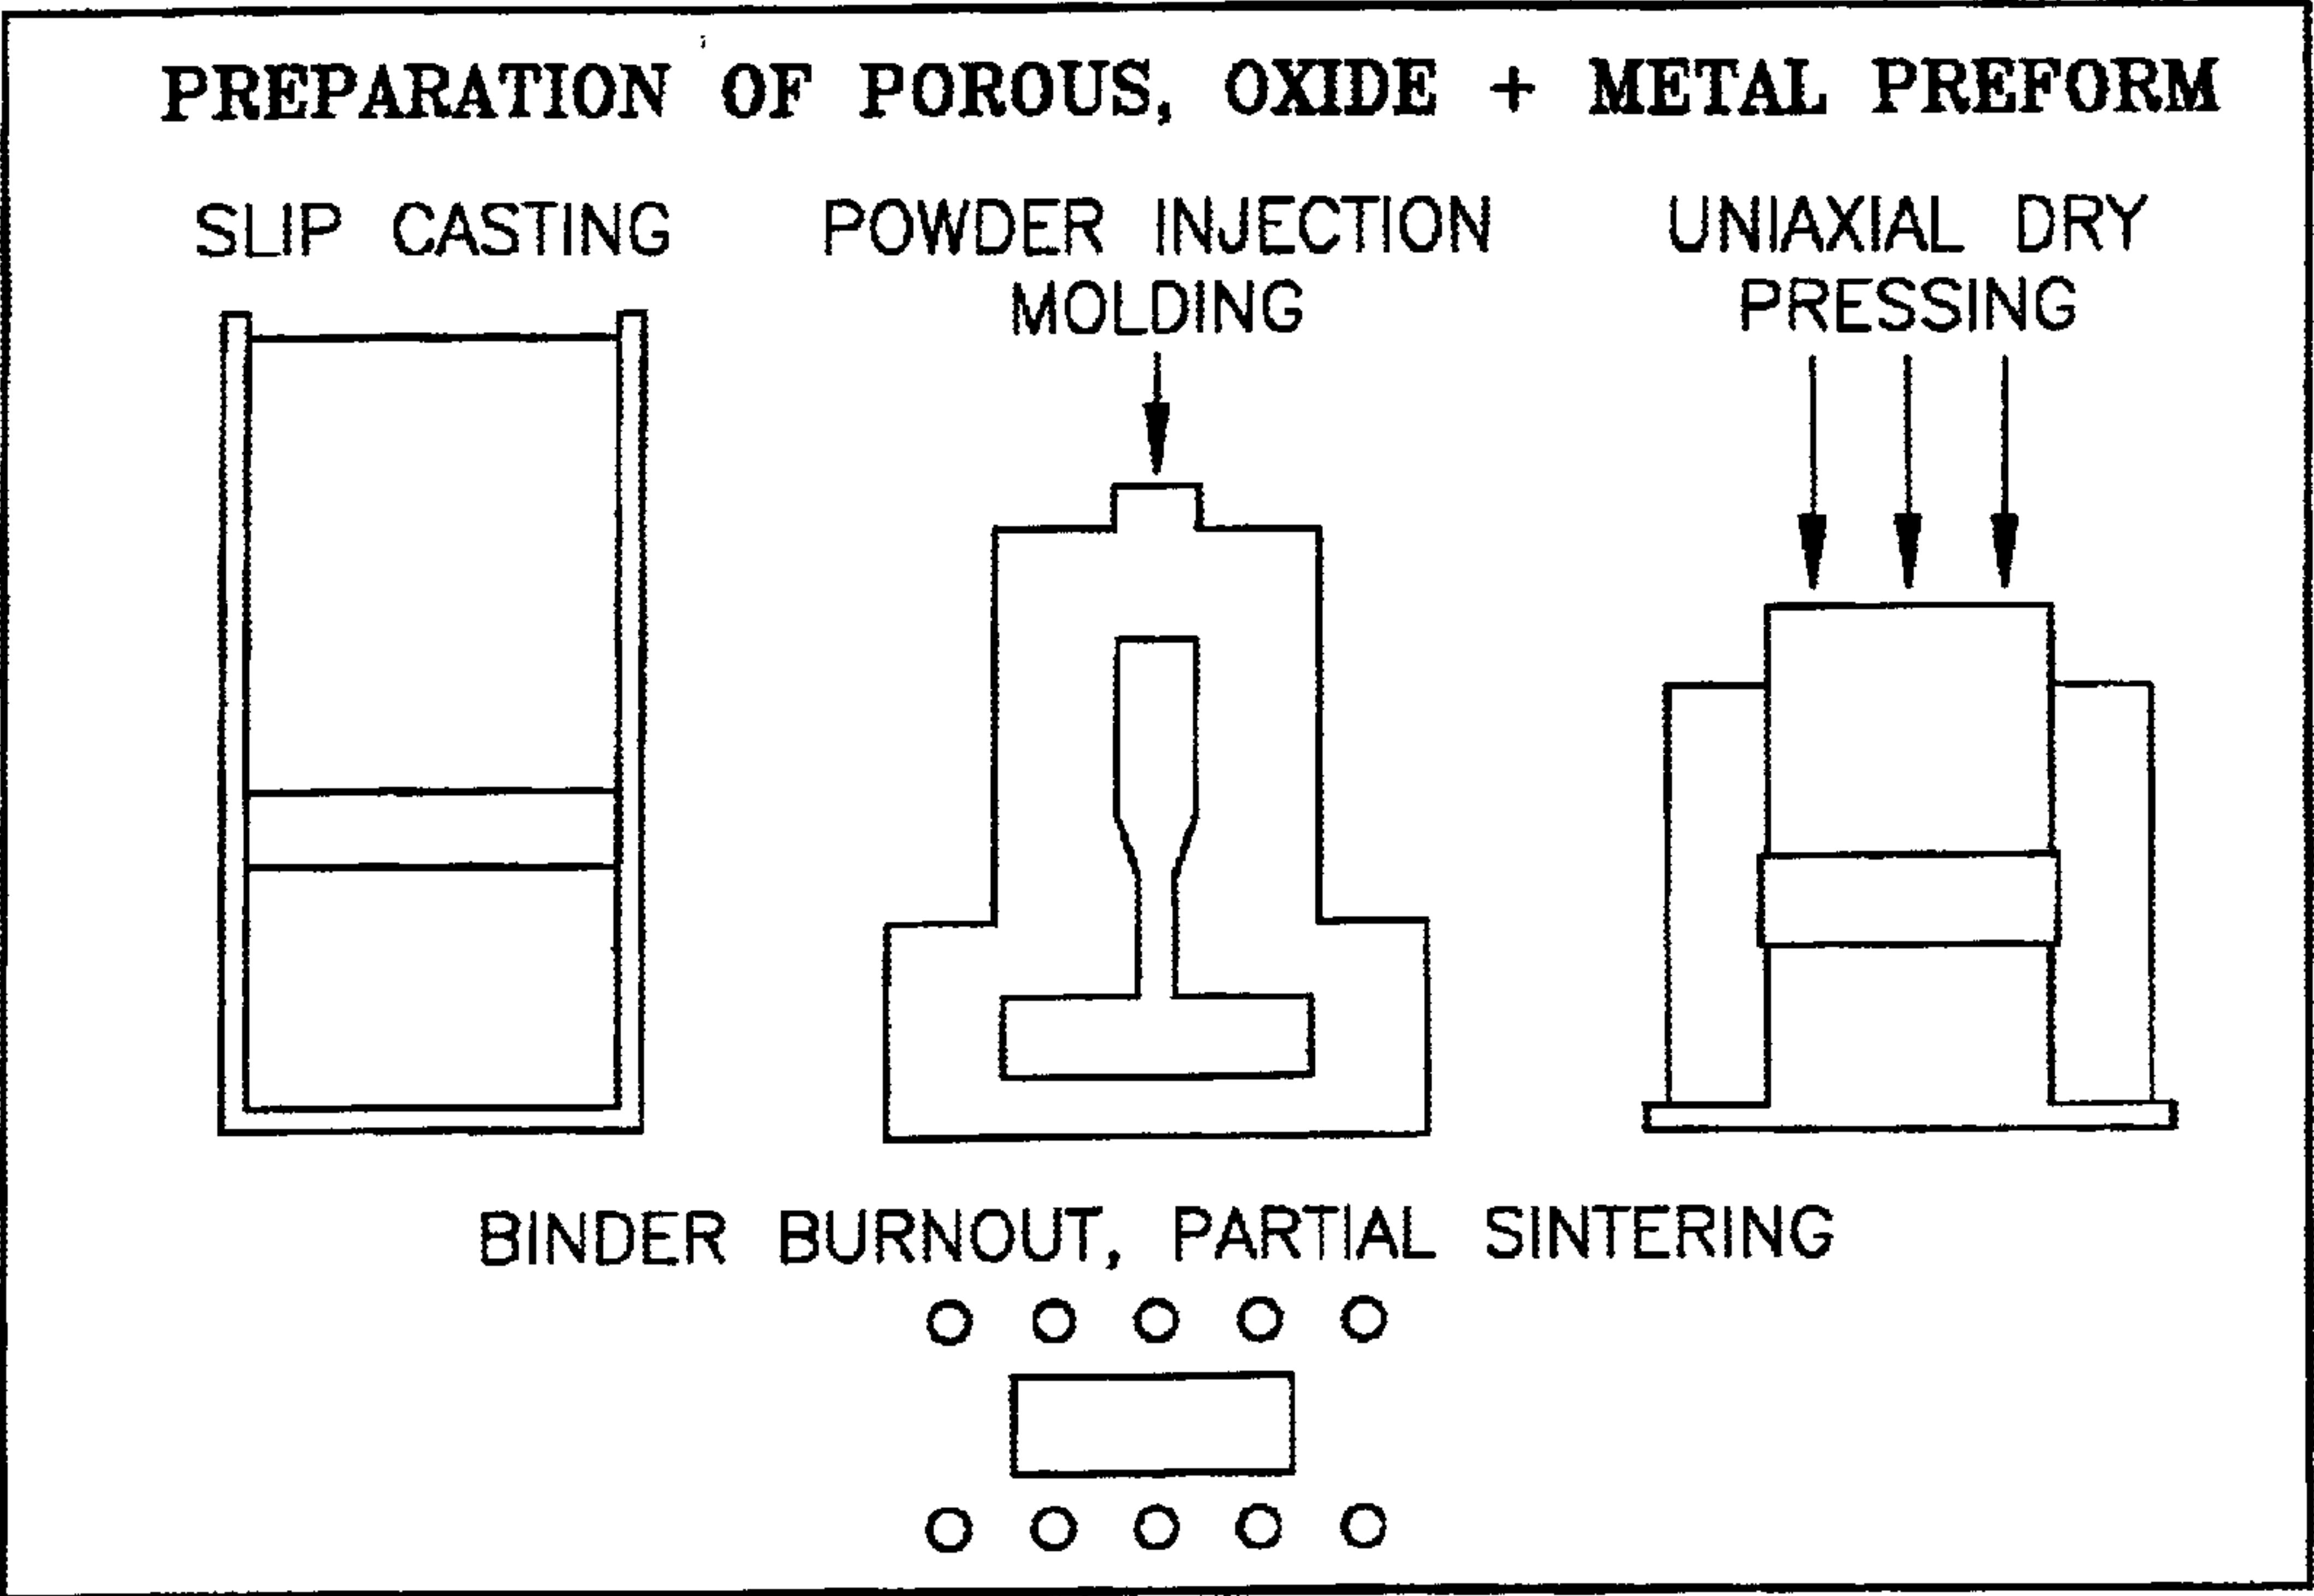 PREPARATION OF POROUS, OXIDE + METAL PREFORM
SLIP CASTING
POWDER INJECTION
MOLDING
UNIAXIAL DRY
PRESSING
BINDER BURNOUT, PARTIAL SINTERING